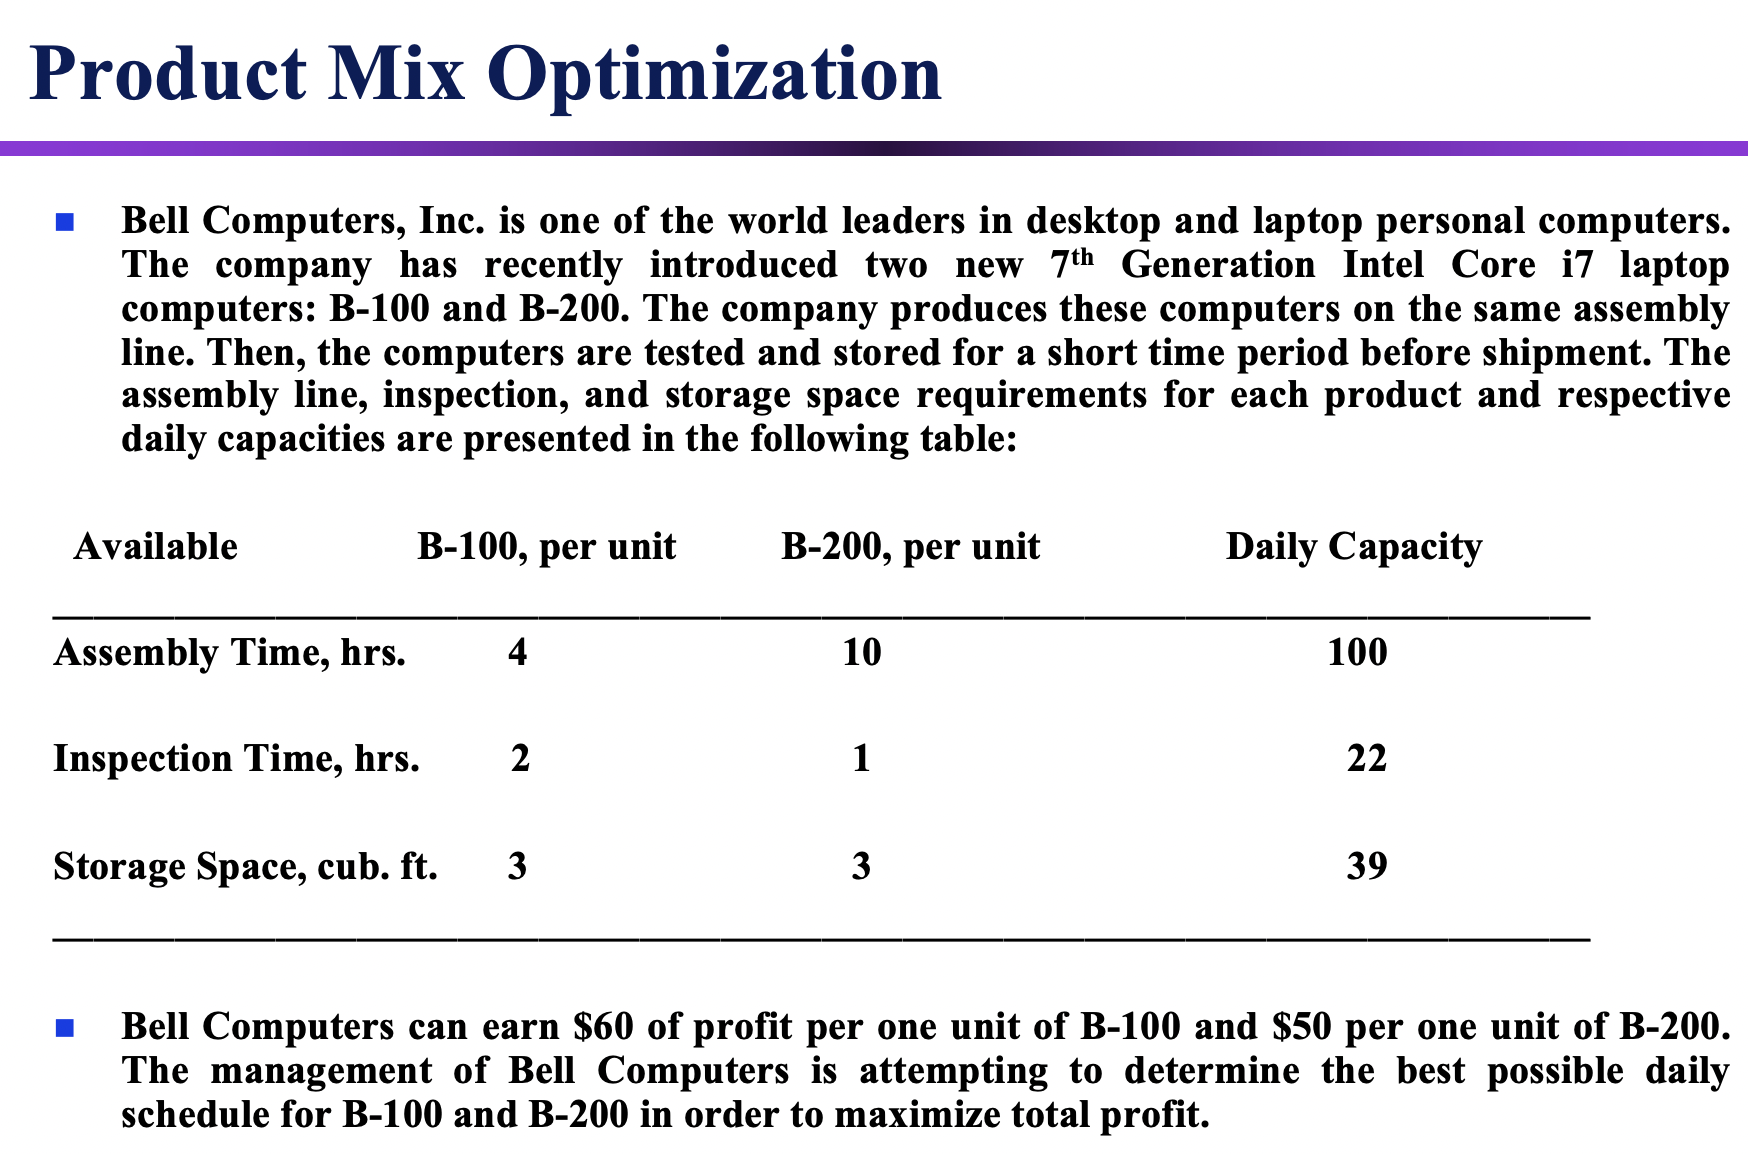 Product Mix Optimization
Bell Computers, Inc. is one of the world leaders in desktop and laptop personal computers.
The company has recently introduced two new 7th Generation Intel Core i7 laptop
computers: B-100 and B-200. The company produces these computers on the same assembly
line. Then, the computers are tested and stored for a short time period before shipment. The
assembly line, inspection, and storage space requirements for each product and respective
daily capacities are presented in the following table:
Available B-100, per unit B-200, per unit Daily Capacity
Assembly Time, hrs. 4 10 100
Inspection Time, hrs. 2 1 22
Storage Space, cub. ft. 3 3 39
Bell Computers can earn $60 of profit per one unit of B-100 and $50 per one unit of B-200.
The management of Bell Computers is attempting to determine the best possible daily
schedule for B-100 and B-200 in order to maximize total profit.